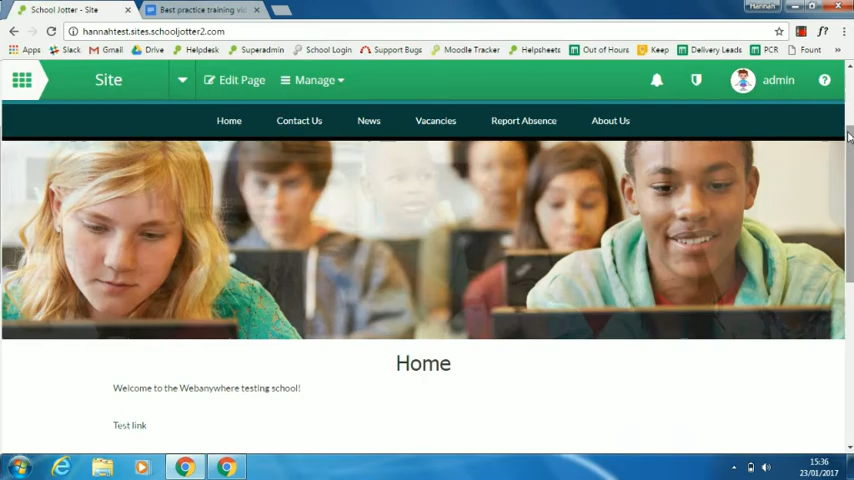 School Jotter - Site
Best practice training vid
Hannah
hannahtest.sites.schooljotter2.com
f?
Apps Slack Gmail Drive Helpdesk Superadmin School Login Support Bugs Moodle Tracker Helpsheets Out of Hours Keep Delivery Leads PCR Fount
Site Edit Page Manage admin ?
Home Contact Us News Vacancies Report Absence About Us
Home
Welcome to the Webanywhere testing school!
Test link
15:36
23/01/2017